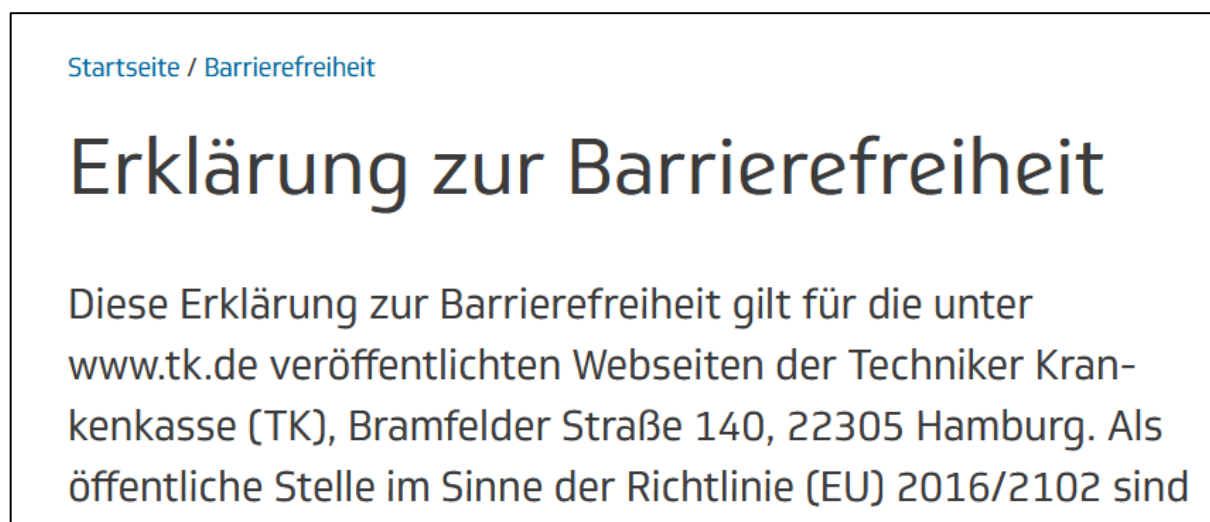 Startseite / Barrierefreiheit
Erklärung zur Barrierefreiheit
Diese Erklärung zur Barrierefreiheit gilt für die unter
www.tk.de veröffentlichten Webseiten der Techniker Kran-
kenkasse (TK), Bramfelder Straße 140, 22305 Hamburg. Als
öffentliche Stelle im Sinne der Richtlinie (EU) 2016/2102 sind